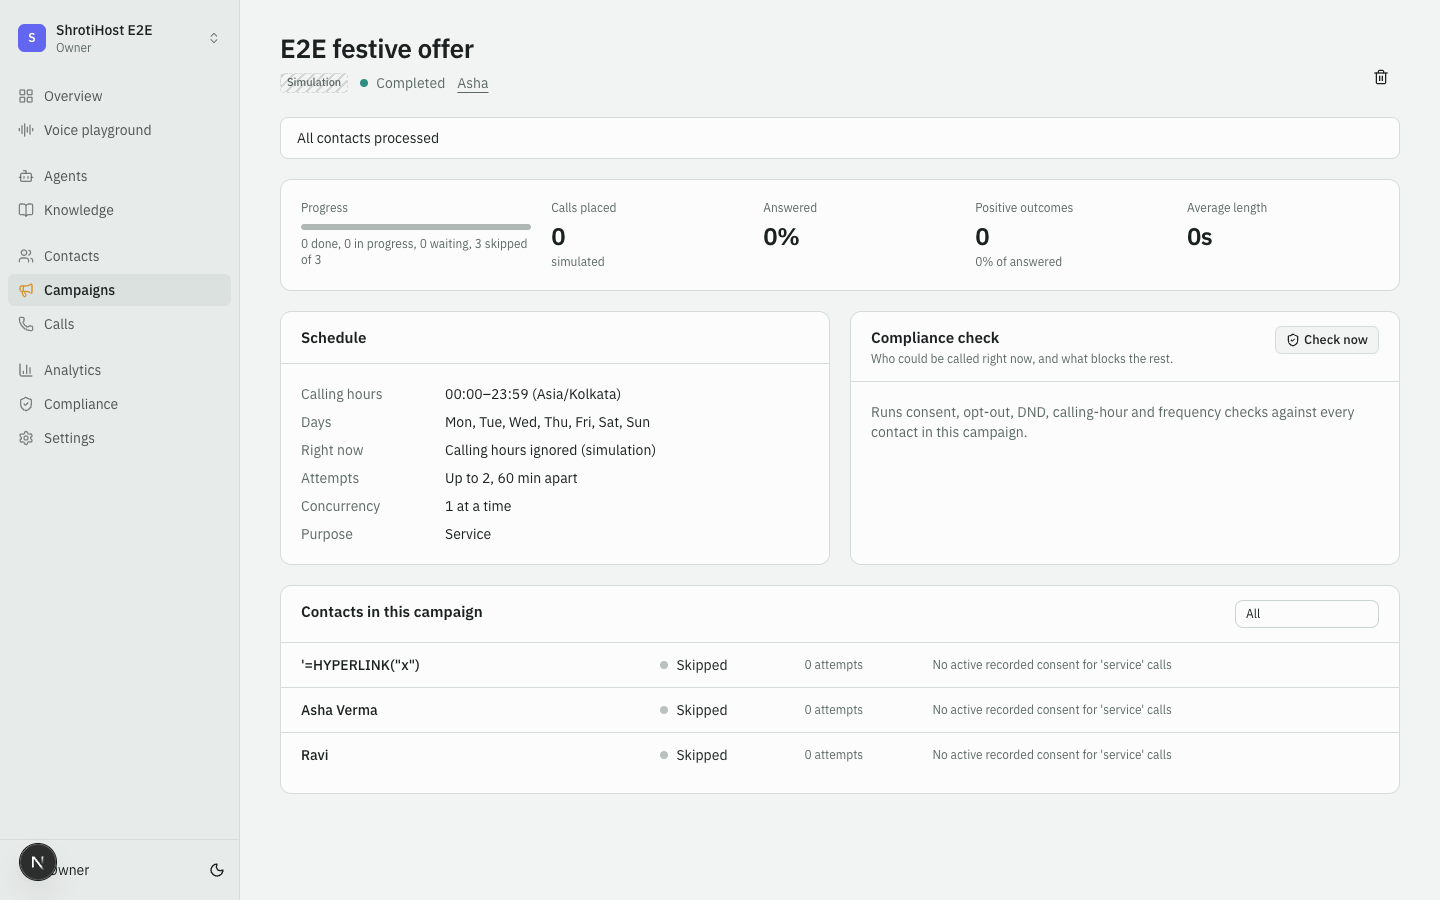 S
ShrotiHost E2E
Owner
Overview
Voice playground
Agents
Knowledge
Contacts
Campaigns
Calls
Analytics
Compliance
Settings
N
Owner
E2E festive offer
Simulation
Completed
Asha
All contacts processed
Progress
0 done, 0 in progress, 0 waiting, 3 skipped
of 3
Calls placed
0
simulated
Answered
0%
Positive outcomes
0
0% of answered
Average length
0s
Schedule
Calling hours 00:00–23:59 (Asia/Kolkata)
Days Mon, Tue, Wed, Thu, Fri, Sat, Sun
Right now Calling hours ignored (simulation)
Attempts Up to 2, 60 min apart
Concurrency 1 at a time
Purpose Service
Compliance check
Who could be called right now, and what blocks the rest.
Check now
Runs consent, opt-out, DND, calling-hour and frequency checks against every
contact in this campaign.
Contacts in this campaign
All
'=HYPERLINK("x") Skipped 0 attempts No active recorded consent for 'service' calls
Asha Verma Skipped 0 attempts No active recorded consent for 'service' calls
Ravi Skipped 0 attempts No active recorded consent for 'service' calls